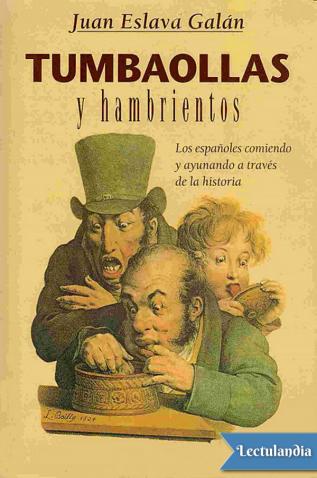 Juan Eslava Galán
TUMBAOLLAS
y hambrientos
Los españoles comiendo
y ayunando a través
de la historia
L. Boilly 1824
Lectulandia